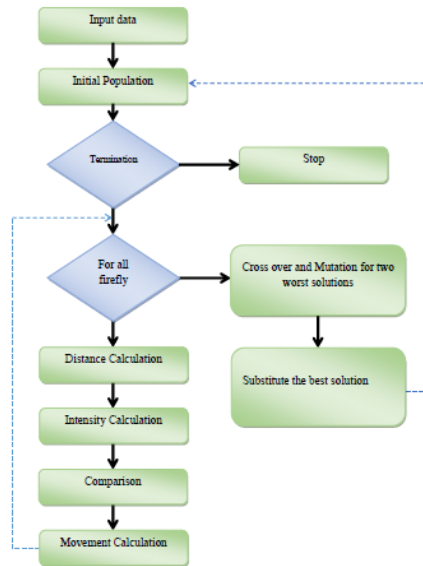 Input data
Initial Population
Termination
Stop
For all
firefly
Cross over and Mutation for two
worst solutions
Distance Calculation
Substitute the best solution
Intensity Calculation
Comparison
Movement Calculation